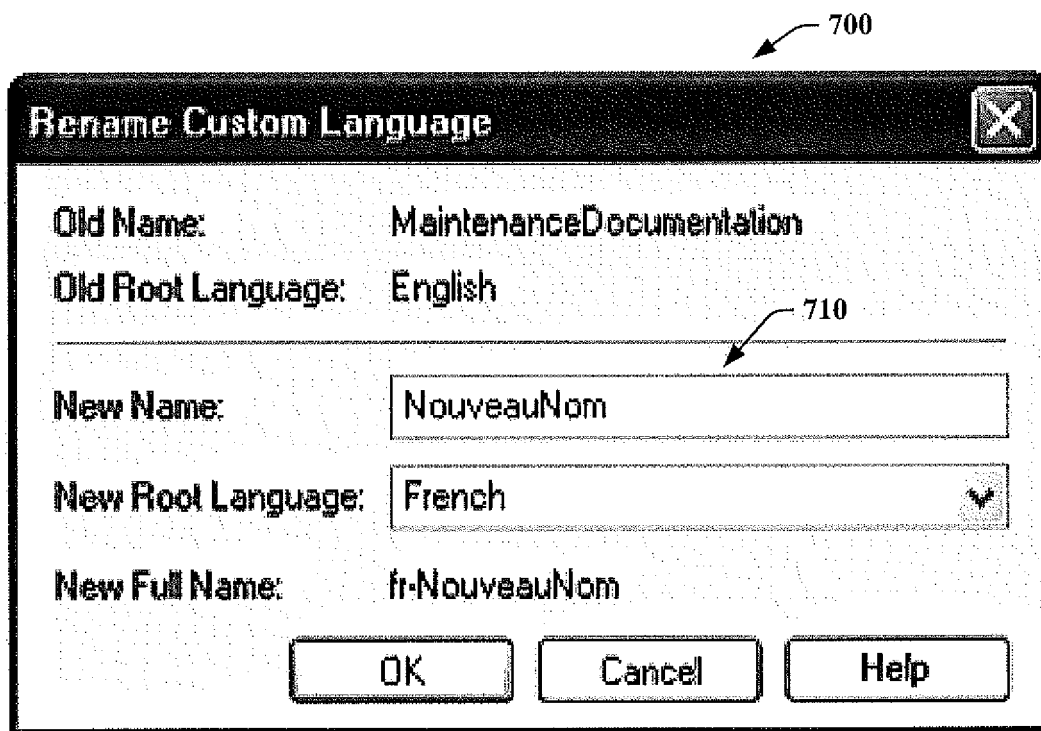 700
Rename Custom Language
Old Name: MaintenanceDocumentation
Old Root Language: English
710
New Name: NouveauNom
New Root Language: French
New Full Name: fr-NouveauNom
OK Cancel Help